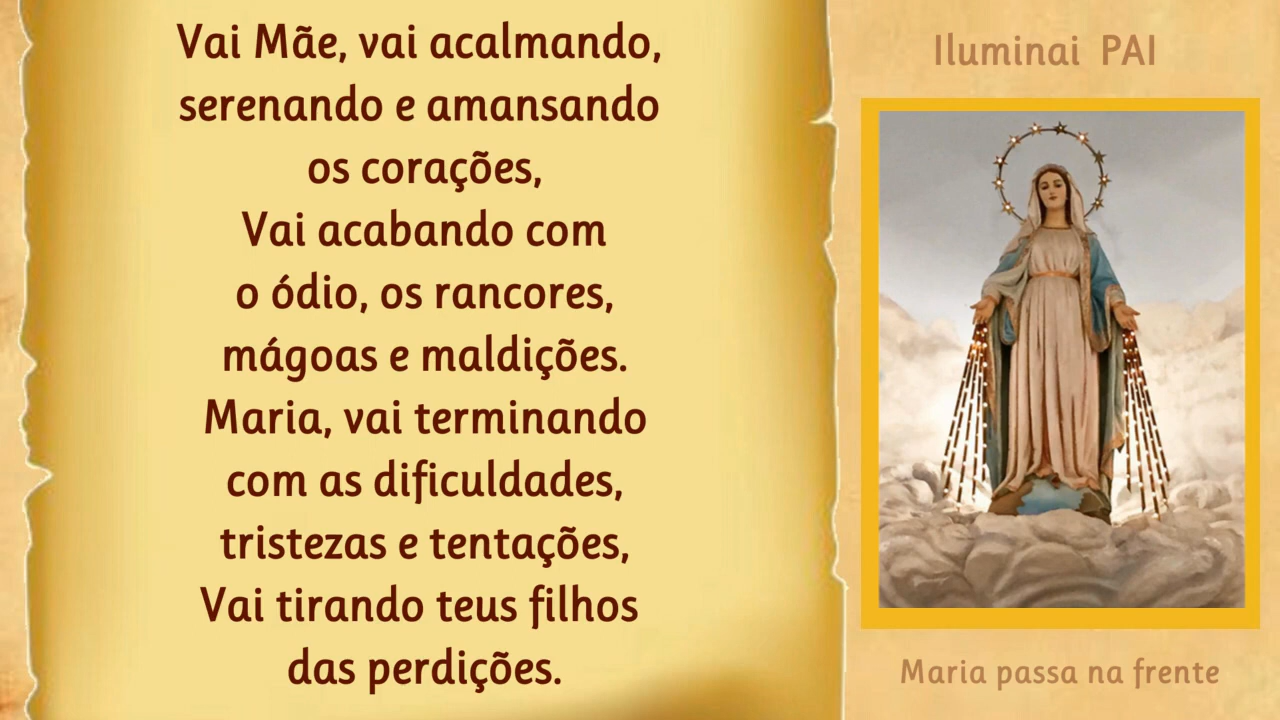 Vai Mãe, vai acalmando,
serenando e amansando
os corações,
Vai acabando com
o ódio, os rancores,
mágoas e maldições.
Maria, vai terminando
com as dificuldades,
tristezas e tentações,
Vai tirando teus filhos
das perdições.
Iluminai PAI
Maria passa na frente